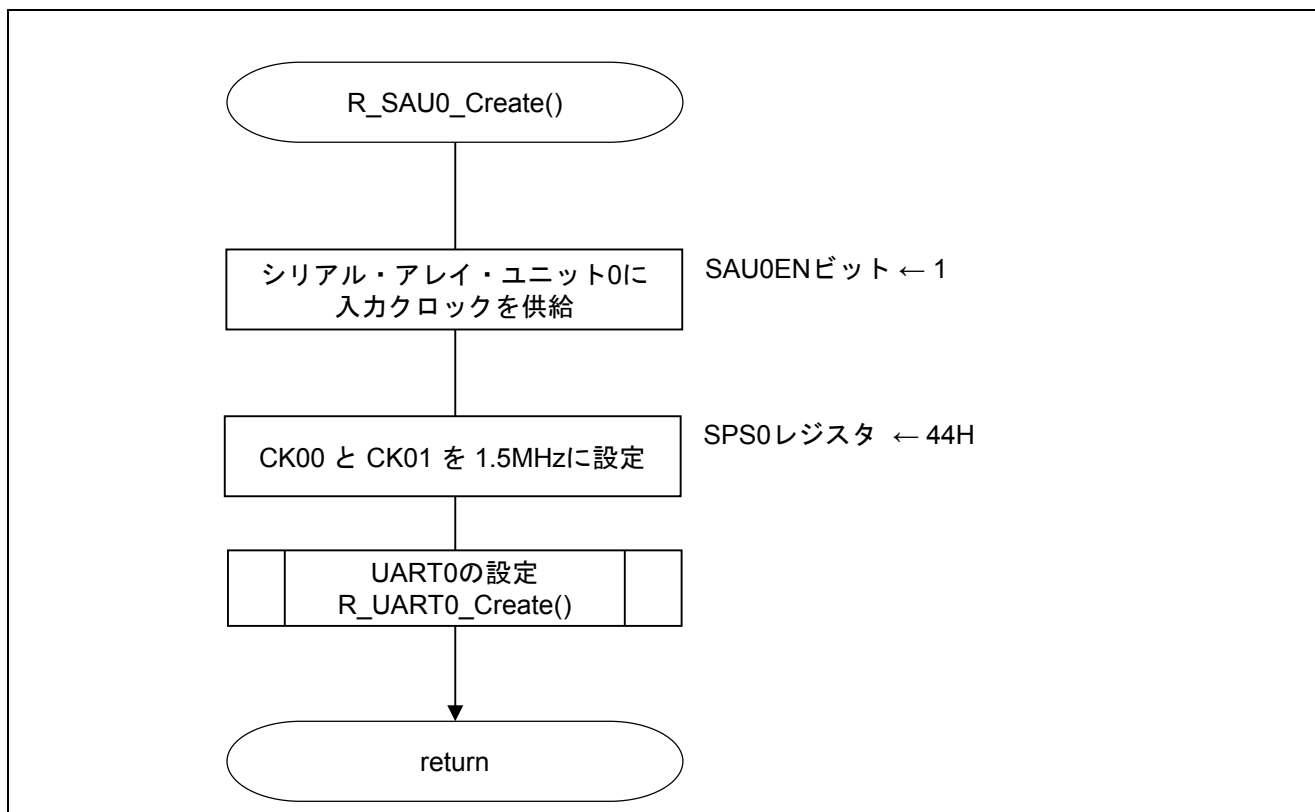 R_SAU0_Create()
シリアル・アレイ・ユニット0に
入力クロックを供給
SAU0ENビット ← 1
CK00 と CK01 を 1.5MHzに設定
SPS0レジスタ ← 44H
UART0の設定
R_UART0_Create()
return